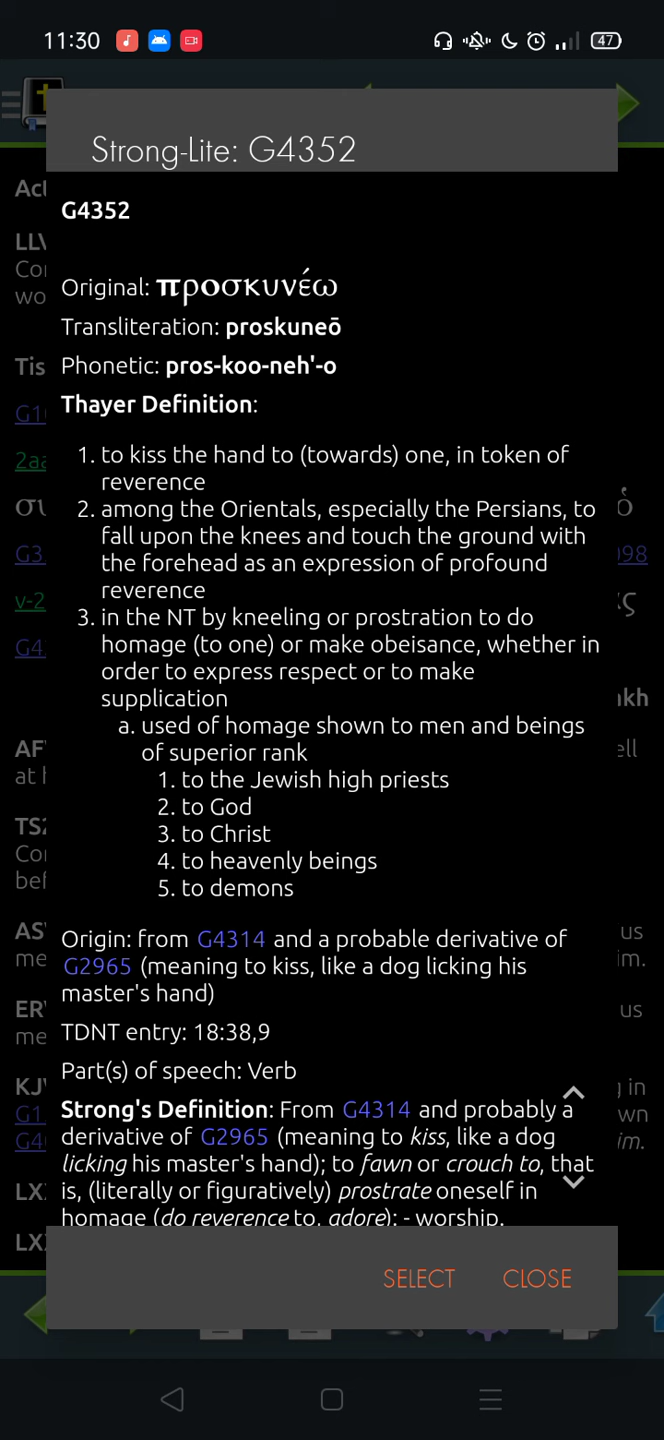 11:30
47
Strong-Lite: G4352
G4352
Original: προσκυνέω
Transliteration: proskuneō
Phonetic: pros-koo-neh'-o
Thayer Definition:
1. to kiss the hand to (towards) one, in token of
reverence
2. among the Orientals, especially the Persians, to
fall upon the knees and touch the ground with
the forehead as an expression of profound
reverence
3. in the NT by kneeling or prostration to do
homage (to one) or make obeisance, whether in
order to express respect or to make
supplication
a. used of homage shown to men and beings
of superior rank
1. to the Jewish high priests
2. to God
3. to Christ
4. to heavenly beings
5. to demons
Origin: from G4314 and a probable derivative of
G2965 (meaning to kiss, like a dog licking his
master's hand)
TDNT entry: 18:38,9
Part(s) of speech: Verb
Strong's Definition: From G4314 and probably a
derivative of G2965 (meaning to kiss, like a dog
licking his master's hand); to fawn or crouch to, that
is, (literally or figuratively) prostrate oneself in
homage (do reverence to, adore): - worship.
SELECT CLOSE